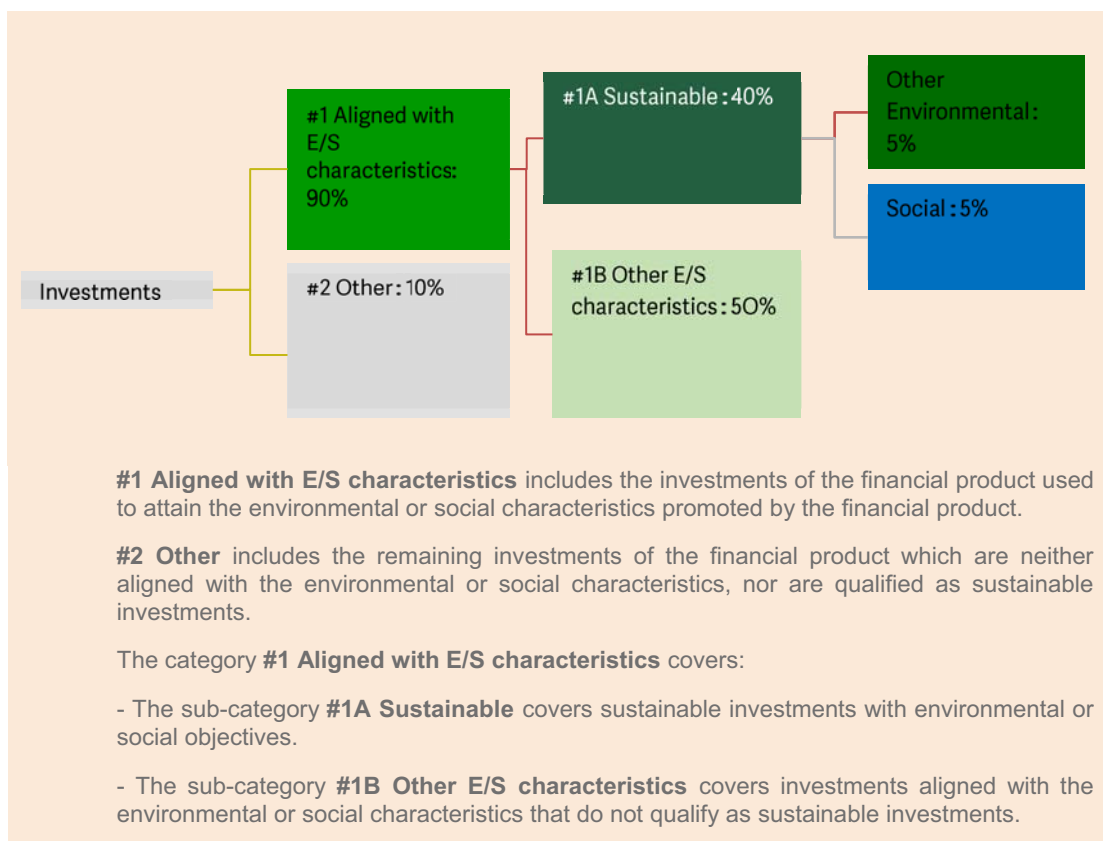 Investments
#1 Aligned with
E/S
characteristics:
90%
#2 Other: 10%
#1A Sustainable: 40%
#1B Other E/S
characteristics: 5O%
Other
Environmental:
5%
Social: 5%
#1 Aligned with E/S characteristics includes the investments of the financial product used
to attain the environmental or social characteristics promoted by the financial product.
#2 Other includes the remaining investments of the financial product which are neither
aligned with the environmental or social characteristics, nor are qualified as sustainable
investments.
The category #1 Aligned with E/S characteristics covers:
- The sub-category #1A Sustainable covers sustainable investments with environmental or
social objectives.
- The sub-category #1B Other E/S characteristics covers investments aligned with the
environmental or social characteristics that do not qualify as sustainable investments.